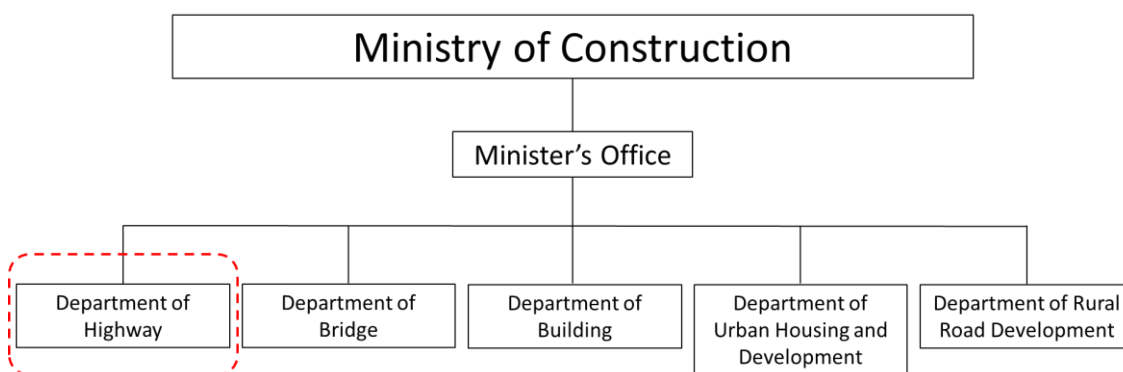 Ministry of Construction
Minister’s Office
Department of
Highway
Department of
Bridge
Department of
Building
Department of
Urban Housing and
Development
Department of Rural
Road Development